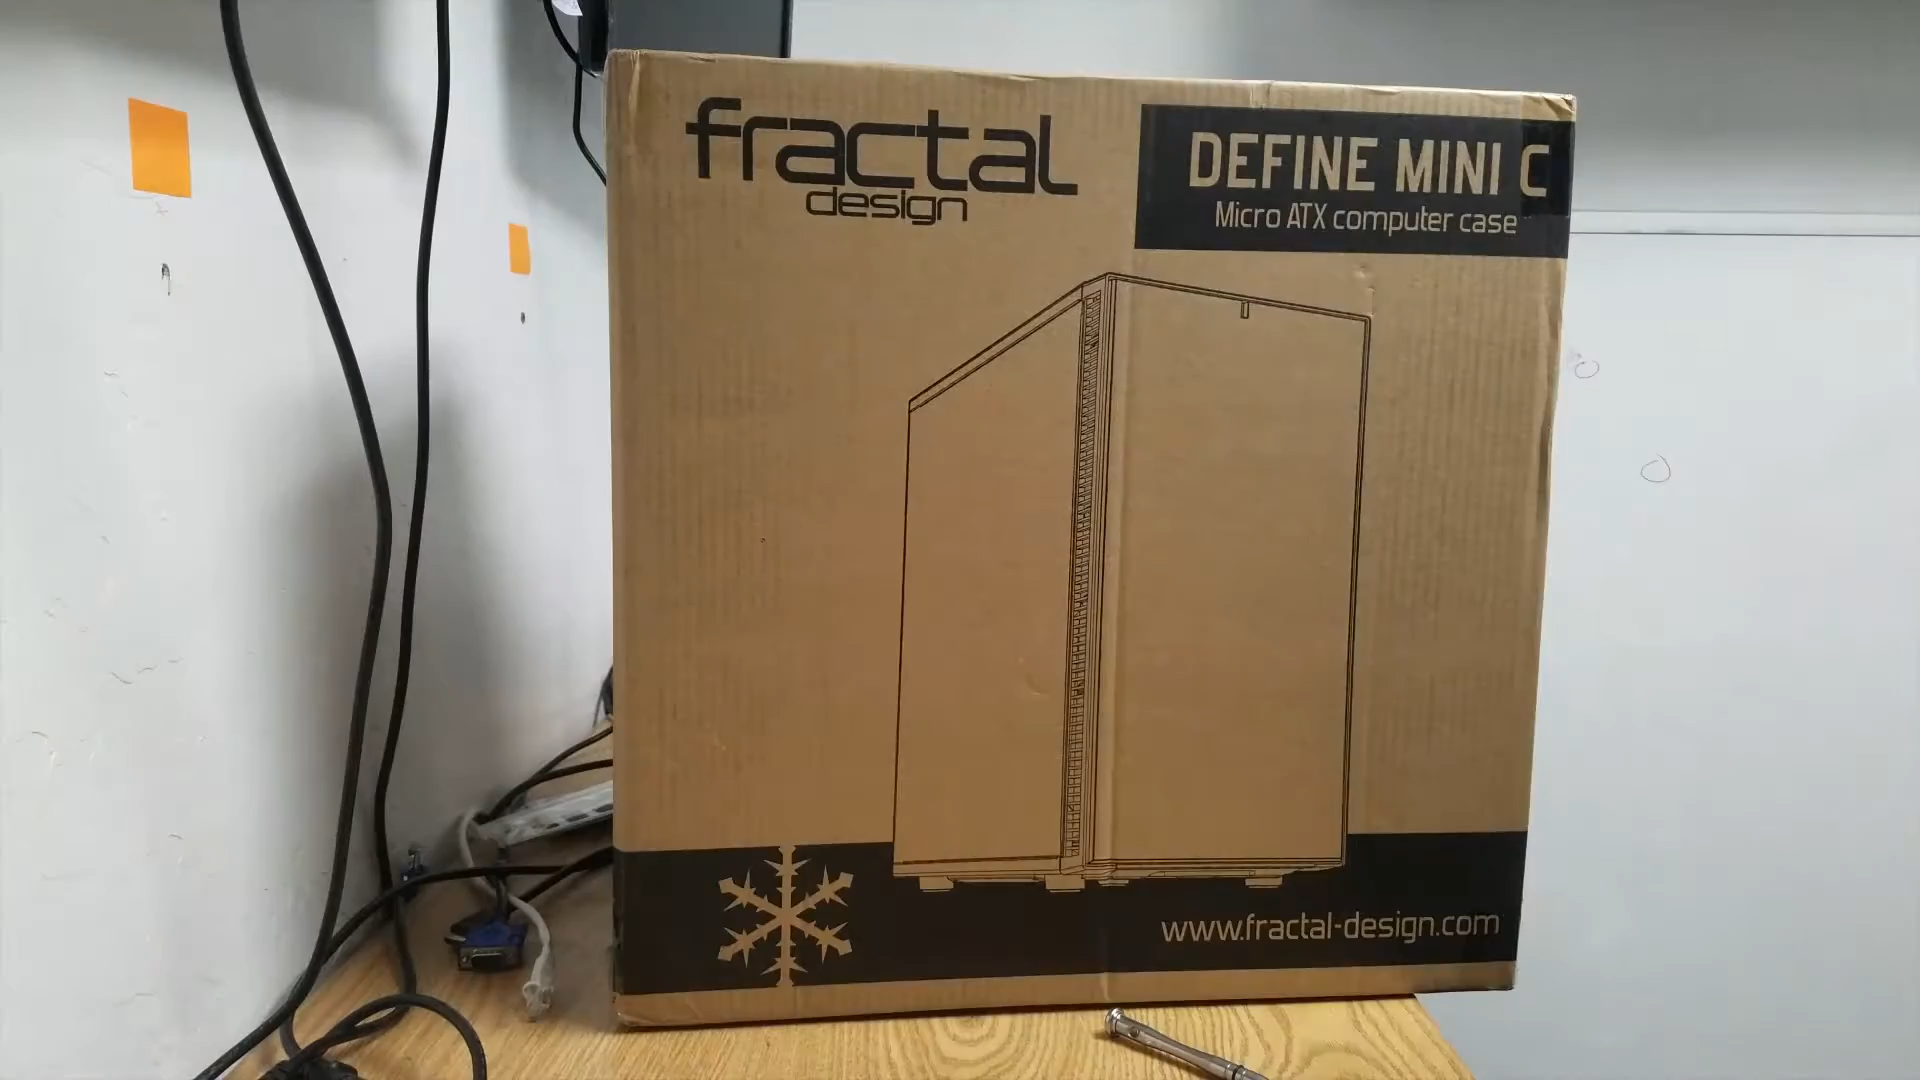 fractal
design
DEFINE MINI C
Micro ATX computer case
www.fractal-design.com